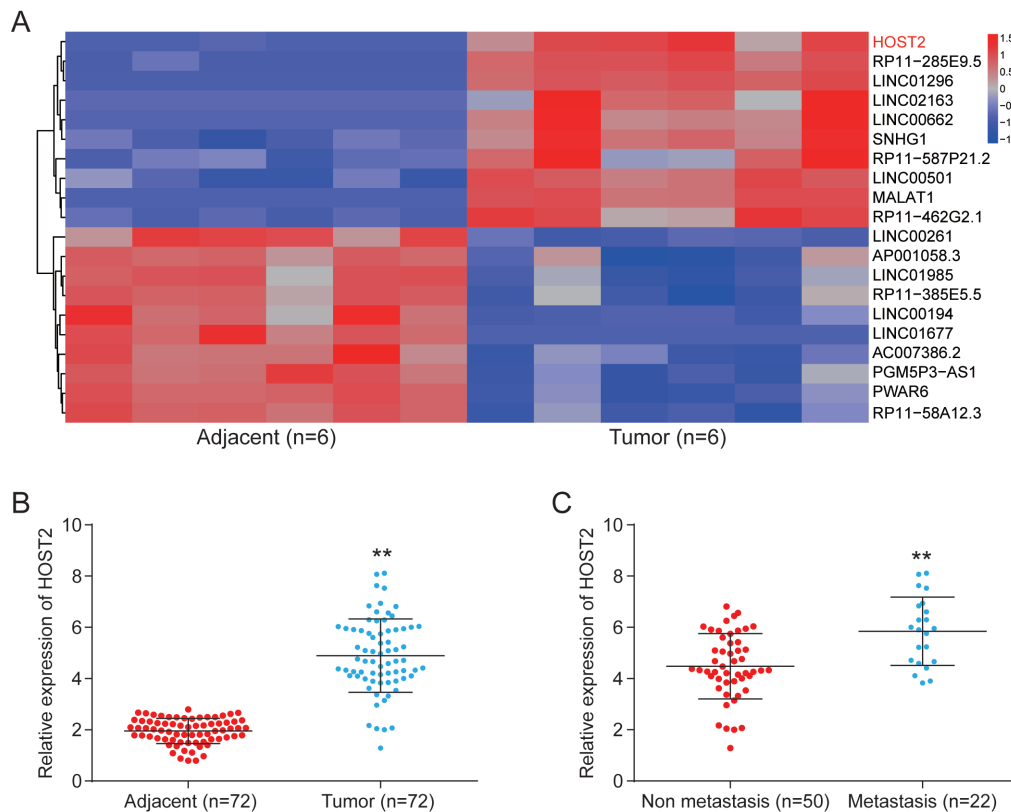 A
HOST2
RP11-285E9.5
LINC01296
LINC02163
LINC00662
SNHG1
RP11-587P21.2
LINC00501
MALAT1
RP11-462G2.1
LINC00261
AP001058.3
LINC01985
RP11-385E5.5
LINC00194
LINC01677
AC007386.2
PGM5P3-AS1
PWAR6
RP11-58A12.3
1.5
1
0.5
0
-0.5
-1
Adjacent (n=6)
Tumor (n=6)
B
Relative expression of HOST2
10
8
6
4
2
0
**
Adjacent (n=72)
Tumor (n=72)
C
Relative expression of HOST2
10
8
6
4
2
0
**
Non metastasis (n=50)
Metastasis (n=22)